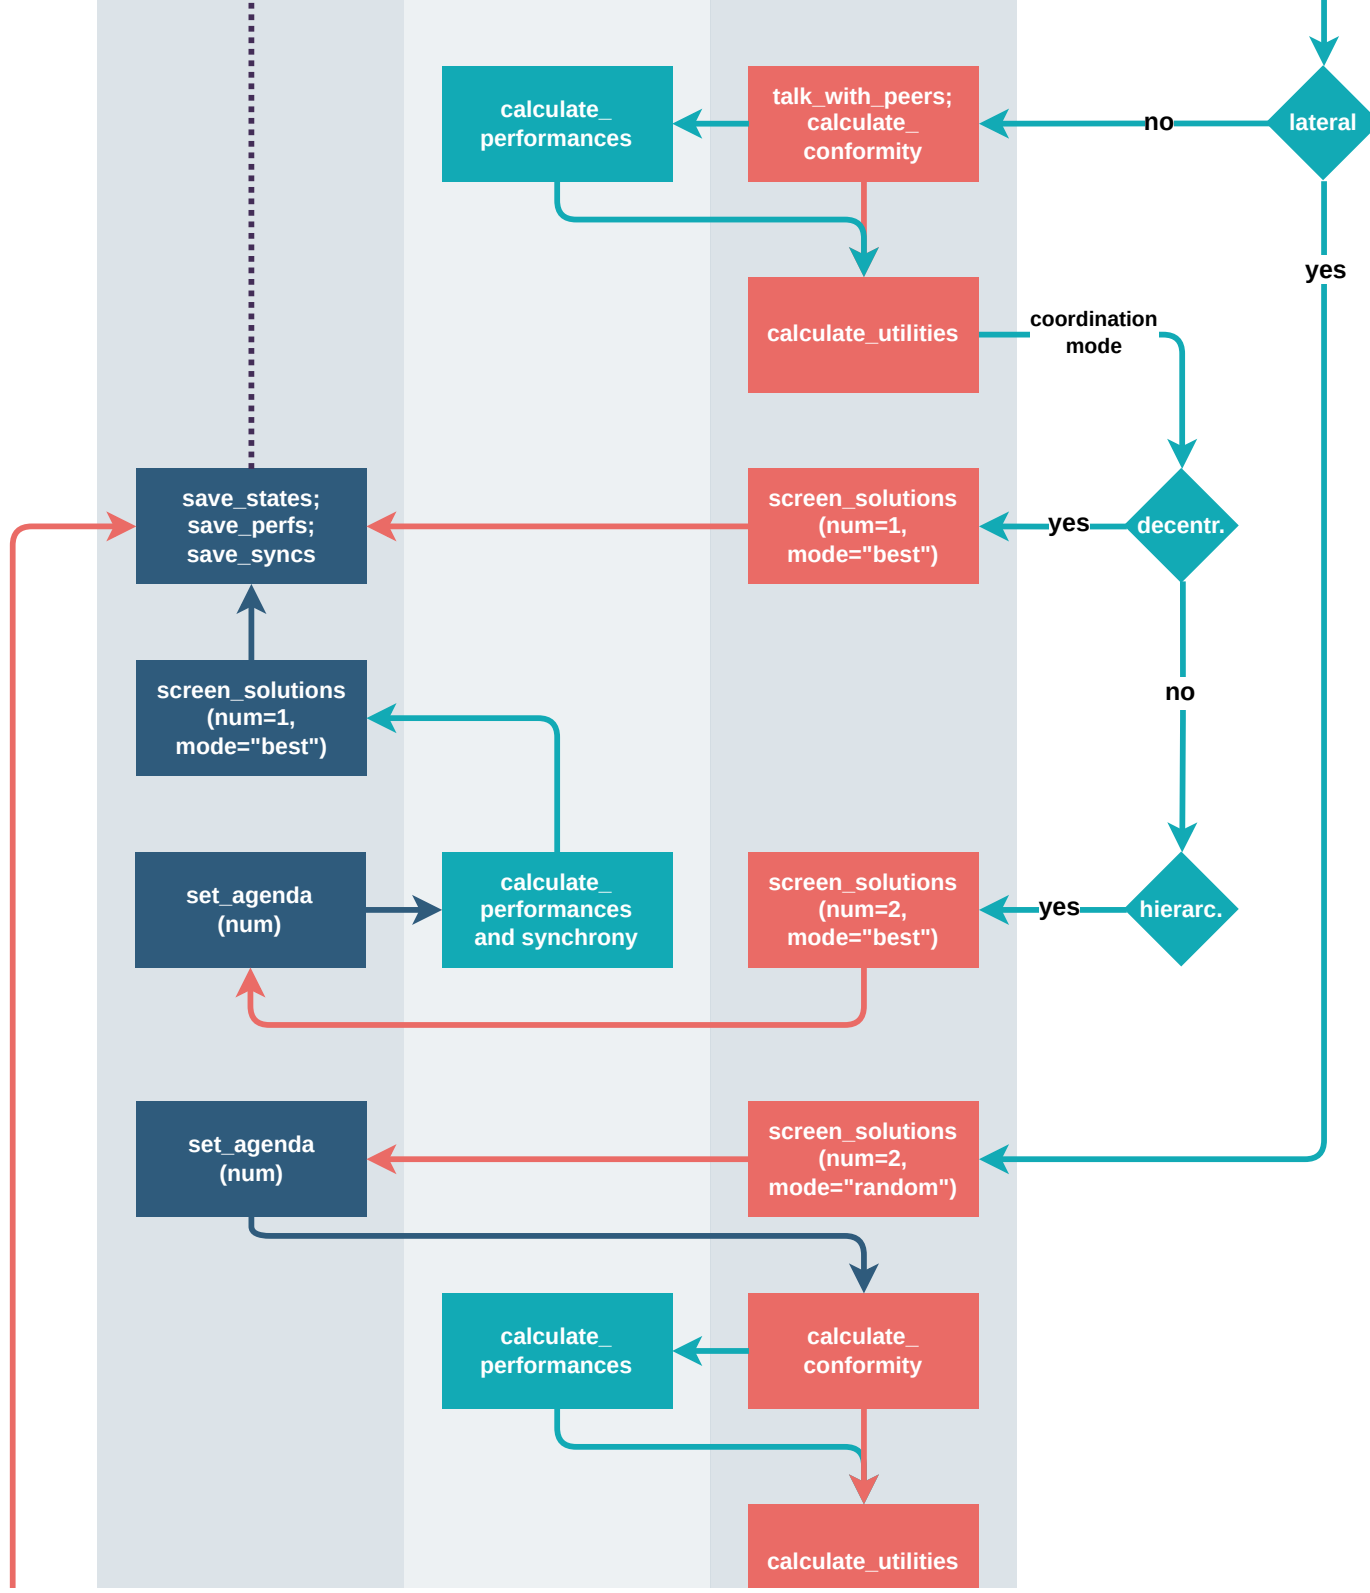 calculate_
performances
talk_with_peers;
calculate_
conformity
no
lateral
yes
calculate_utilities
coordination
mode
save_states;
save_perfs;
save_syncs
screen_solutions
(num=1,
mode="best")
yes
decentr.
screen_solutions
(num=1,
mode="best")
no
set_agenda
(num)
calculate_
performances
and synchrony
screen_solutions
(num=2,
mode="best")
yes
hierarc.
set_agenda
(num)
screen_solutions
(num=2,
mode="random")
calculate_
performances
calculate_
conformity
calculate_utilities